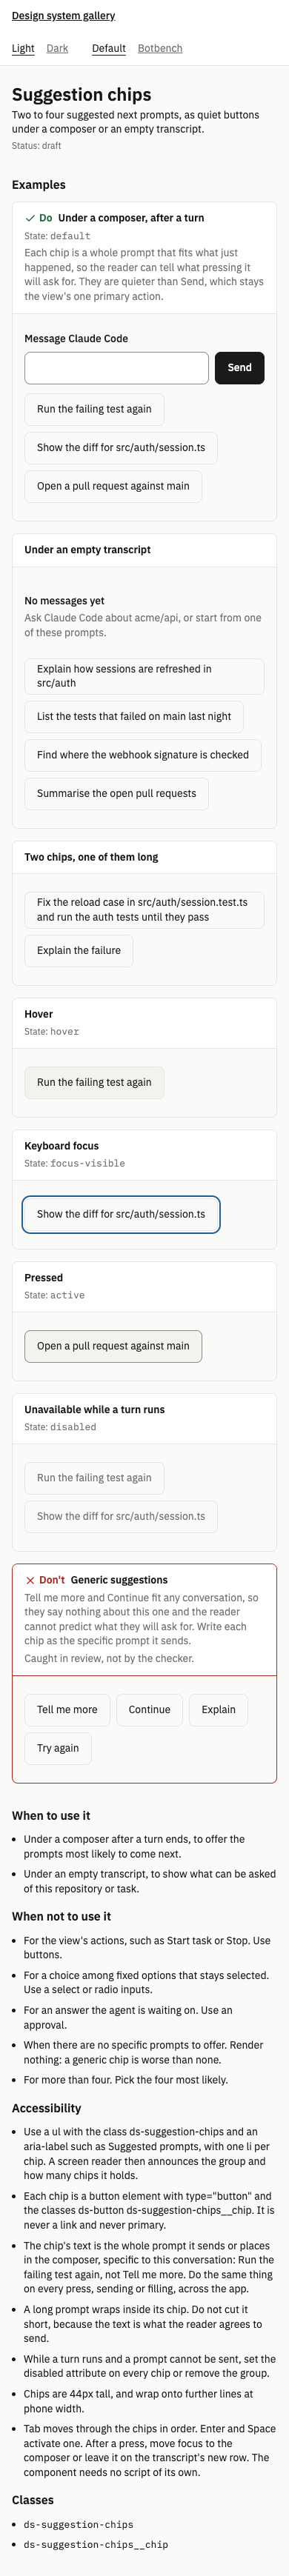 Design system gallery
Light Dark Default Botbench
Suggestion chips
Two to four suggested next prompts, as quiet buttons
under a composer or an empty transcript.
Status: draft
Examples
Do Under a composer, after a turn
State: default
Each chip is a whole prompt that fits what just
happened, so the reader can tell what pressing it
will ask for. They are quieter than Send, which stays
the view's one primary action.
Message Claude Code
Send
Run the failing test again
Show the diff for src/auth/session.ts
Open a pull request against main
Under an empty transcript
No messages yet
Ask Claude Code about acme/api, or start from one
of these prompts.
Explain how sessions are refreshed in
src/auth
List the tests that failed on main last night
Find where the webhook signature is checked
Summarise the open pull requests
Two chips, one of them long
Fix the reload case in src/auth/session.test.ts
and run the auth tests until they pass
Explain the failure
Hover
State: hover
Run the failing test again
Keyboard focus
State: focus-visible
Show the diff for src/auth/session.ts
Pressed
State: active
Open a pull request against main
Unavailable while a turn runs
State: disabled
Run the failing test again
Show the diff for src/auth/session.ts
Don't Generic suggestions
Tell me more and Continue fit any conversation, so
they say nothing about this one and the reader
cannot predict what they will ask for. Write each
chip as the specific prompt it sends.
Caught in review, not by the checker.
Tell me more Continue Explain
Try again
When to use it
• Under a composer after a turn ends, to offer the
prompts most likely to come next.
• Under an empty transcript, to show what can be asked
of this repository or task.
When not to use it
• For the view's actions, such as Start task or Stop. Use
buttons.
• For a choice among fixed options that stays selected.
Use a select or radio inputs.
• For an answer the agent is waiting on. Use an
approval.
• When there are no specific prompts to offer. Render
nothing: a generic chip is worse than none.
• For more than four. Pick the four most likely.
Accessibility
• Use a ul with the class ds-suggestion-chips and an
aria-label such as Suggested prompts, with one li per
chip. A screen reader then announces the group and
how many chips it holds.
• Each chip is a button element with type="button" and
the classes ds-button ds-suggestion-chips__chip. It is
never a link and never primary.
• The chip's text is the whole prompt it sends or places
in the composer, specific to this conversation: Run the
failing test again, not Tell me more. Do the same thing
on every press, sending or filling, across the app.
• A long prompt wraps inside its chip. Do not cut it
short, because the text is what the reader agrees to
send.
• While a turn runs and a prompt cannot be sent, set the
disabled attribute on every chip or remove the group.
• Chips are 44px tall, and wrap onto further lines at
phone width.
• Tab moves through the chips in order. Enter and Space
activate one. After a press, move focus to the
composer or leave it on the transcript's new row. The
component needs no script of its own.
Classes
• ds-suggestion-chips
• ds-suggestion-chips__chip